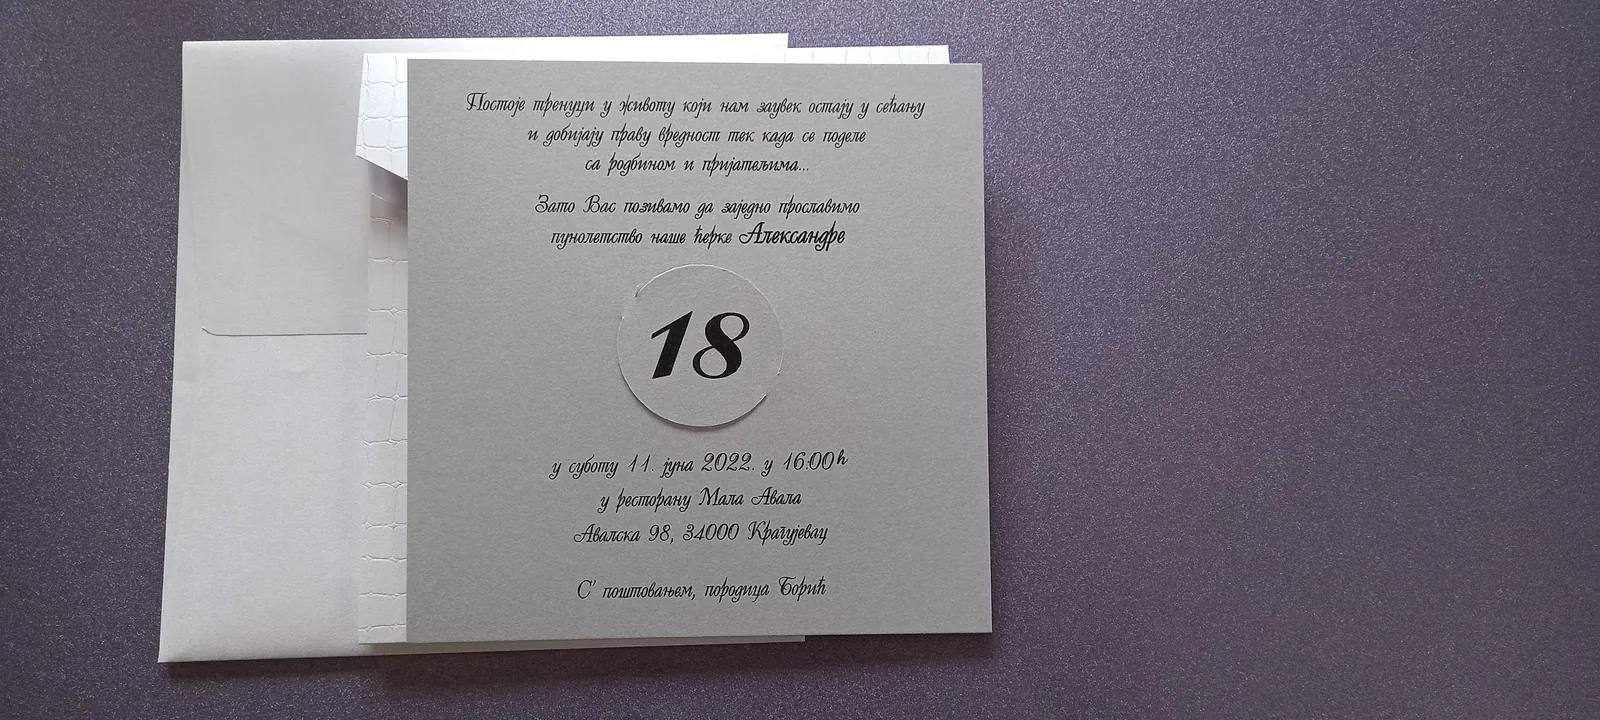 Постоје тренуци у животу који нам заувек остају у сећању
и добијају праву вредност тек када се поделе
са родбином и пријатељима...
Зато Вас позивамо да заједно прославимо
пунолетство наше ћерке Александре
18
у суботу 11. јуна 2022. у 16:00h
у ресторану Мала Авала
Авалска 98, 34000 Крагујевац
С' поштовањем, породица Борић